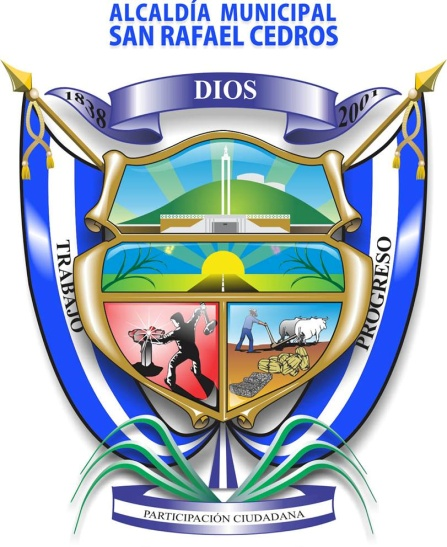 ALCALDÍA MUNICIPAL
SAN RAFAEL CEDROS
1838 DIOS 2001
TRABAJO
PROGRESO
PARTICIPACIÓN CIUDADANA